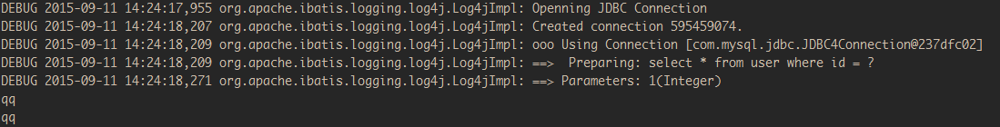 DEBUG 2015-09-11 14:24:17,955 org.apache.ibatis.logging.log4j.Log4jImpl: Openning JDBC Connection
DEBUG 2015-09-11 14:24:18,207 org.apache.ibatis.logging.log4j.Log4jImpl: Created connection 595459074.
DEBUG 2015-09-11 14:24:18,209 org.apache.ibatis.logging.log4j.Log4jImpl: ooo Using Connection [com.mysql.jdbc.JDBC4Connection@237dfc02]
DEBUG 2015-09-11 14:24:18,209 org.apache.ibatis.logging.log4j.Log4jImpl: ==>  Preparing: select * from user where id = ?
DEBUG 2015-09-11 14:24:18,271 org.apache.ibatis.logging.log4j.Log4jImpl: ==> Parameters: 1(Integer)
qq
qq